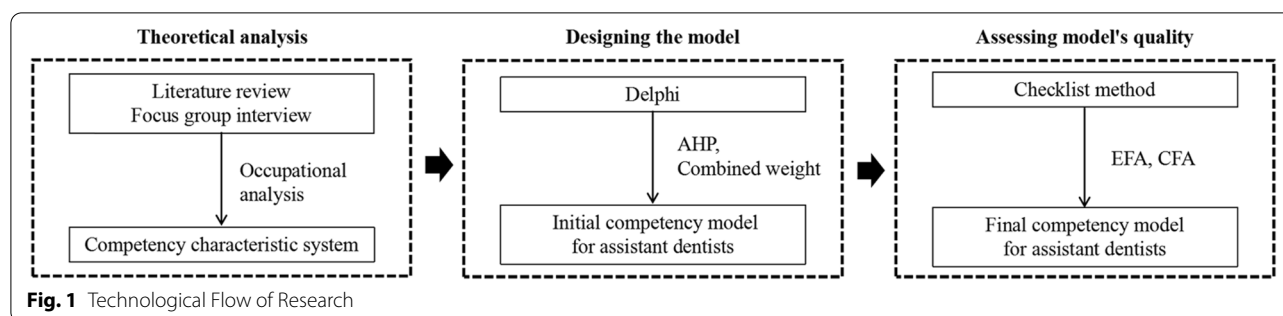 Theoretical analysis
Literature review
Focus group interview
Occupational
analysis
Competency characteristic system
Designing the model
Delphi
AHP,
Combined weight
Initial competency model
for assistant dentists
Assessing model's quality
Checklist method
EFA, CFA
Final competency model
for assistant dentists
Fig. 1 Technological Flow of Research